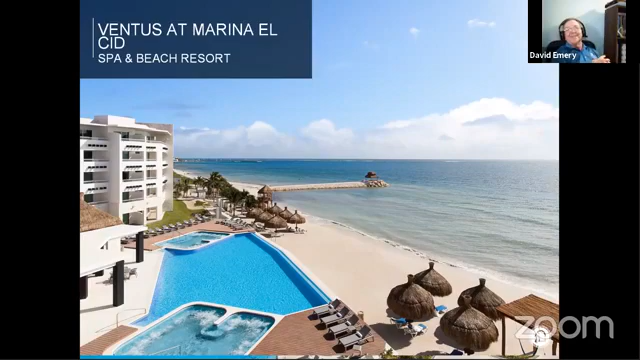 VENTUS AT MARINA EL
CID
SPA & BEACH RESORT
David Emery
zoom